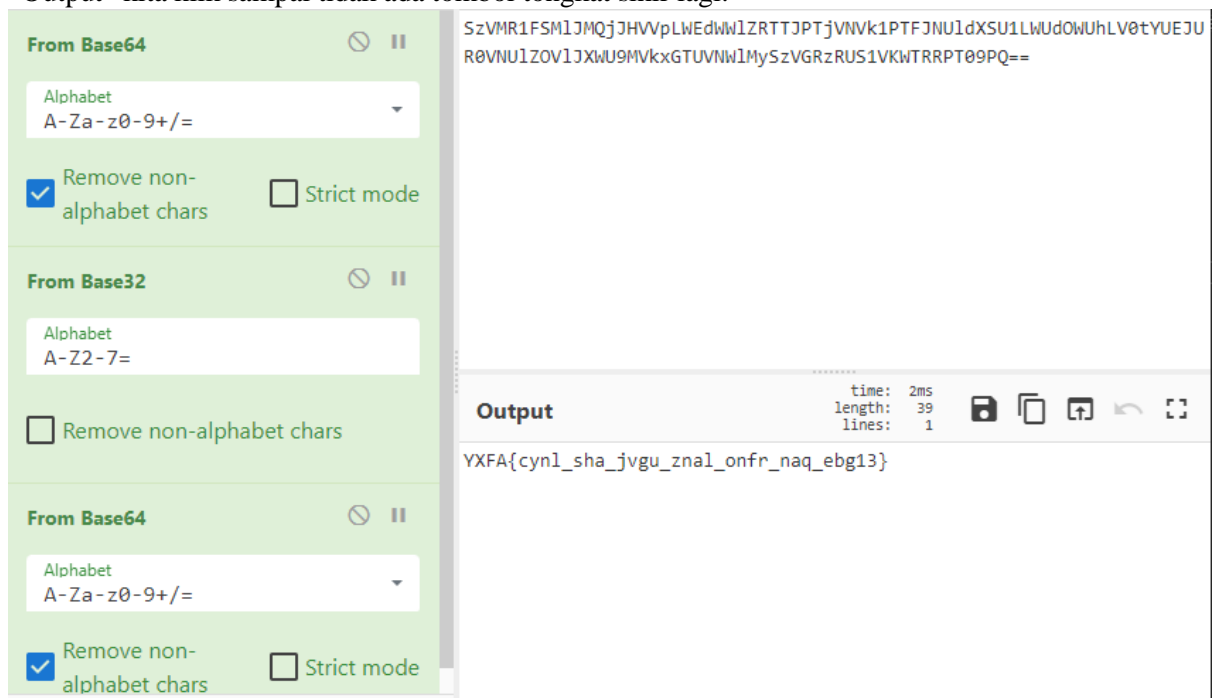 From Base64
Alphabet
A-Za-z0-9+/=
Remove non-
alphabet chars
Strict mode
From Base32
Alphabet
A-Z2-7=
Remove non-alphabet chars
From Base64
Alphabet
A-Za-z0-9+/=
Remove non-
alphabet chars
Strict mode
SzVMR1FSMlJMQjJHVVpLWEdWWlZRTTJPTjVNVk1PTFJNUldXSU1LWUdOWUhLV0tYUEJU
R0VNUlZOVlJXWU9MVkxGTUVNWlMySzVGRzRUS1VKWTRRPT09PQ==
Output
time: 2ms
length: 39
lines: 1
YXFA{cynl_sha_jvgu_znal_onfr_naq_ebg13}